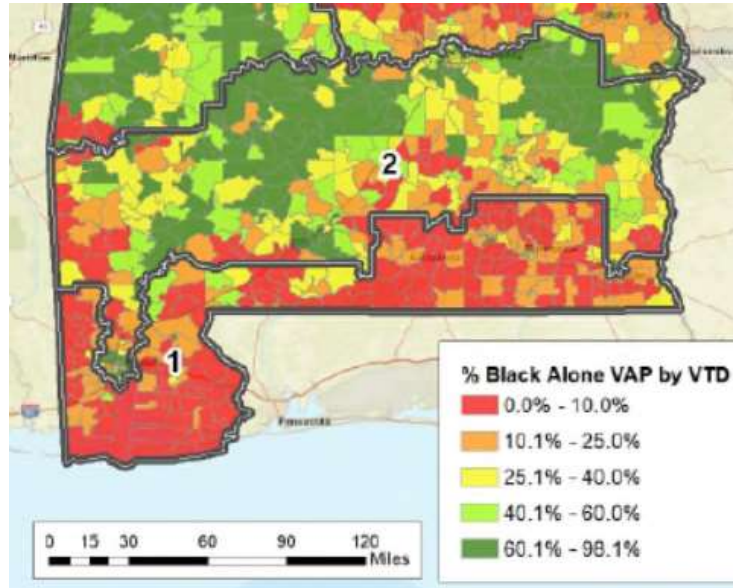 2
1
Pensacola
% Black Alone VAP by VTD
0.0% - 10.0%
10.1% - 25.0%
25.1% - 40.0%
40.1% - 60.0%
60.1% - 98.1%
0 15 30 60 90 120
Miles